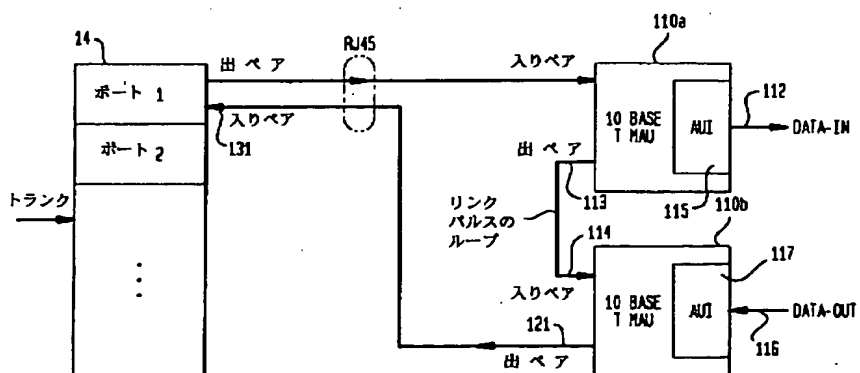 14
RJ45
110a
出 ペ ア
入りペア
ポート 1
112
10 BASE
T MAU
AUI
DATA-IN
入りペア
131
ポート 2
出 ペ ア
113
115
110b
トランク
リンク
パルスの
ループ
114
117
入りペア
10 BASE
T MAU
AUI
DATA-OUT
116
121
出 ペ ア